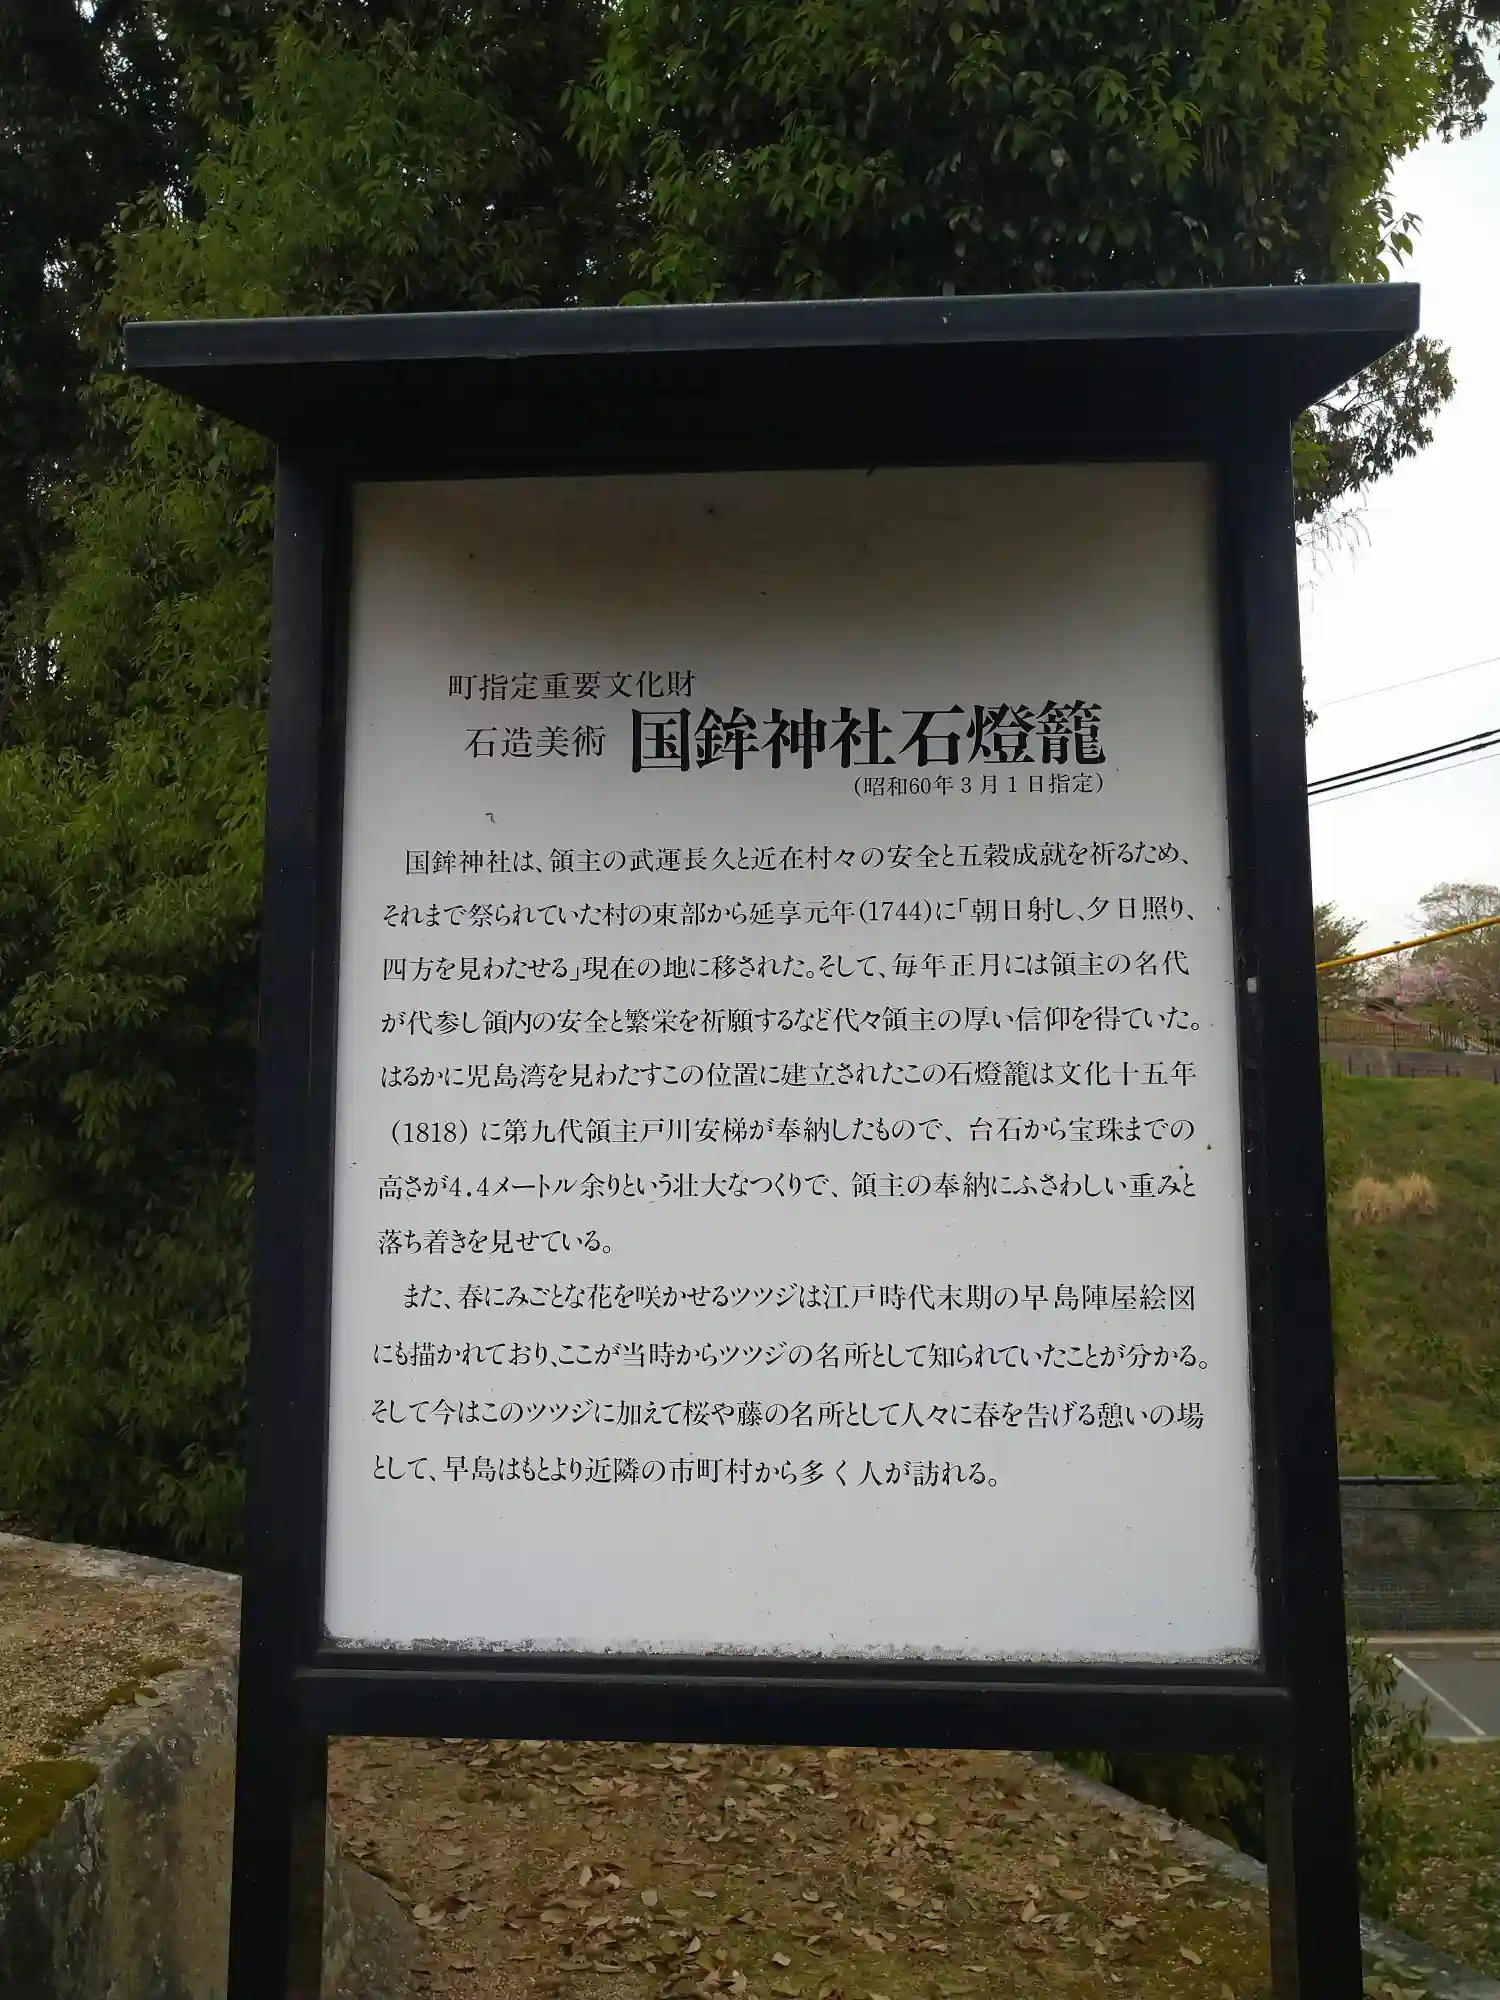 町指定重要文化財
石造美術 国鉾神社石燈籠
(昭和60年3月1日指定)
国鉾神社は、領主の武運長久と近在村々の安全と五穀成就を祈るため、
それまで祭られていた村の東部から延享元年(1744)に「朝日射し、夕日照り、
四方を見わたせる」現在の地に移された。そして、毎年正月には領主の名代
が代参し領内の安全と繁栄を祈願するなど代々領主の厚い信仰を得ていた。
はるかに児島湾を見わたすこの位置に建立されたこの石燈籠は文化十五年
(1818)に第九代領主戸川安悌が奉納したもので、台石から宝珠までの
高さが4.4メートル余りという壮大なつくりで、領主の奉納にふさわしい重みと
落ち着きを見せている。
また、春にみごとな花を咲かせるツツジは江戸時代末期の早島陣屋絵図
にも描かれており、ここが当時からツツジの名所として知られていたことが分かる。
そして今はこのツツジに加えて桜や藤の名所として人々に春を告げる憩いの場
として、早島はもとより近隣の市町村から多く人が訪れる。